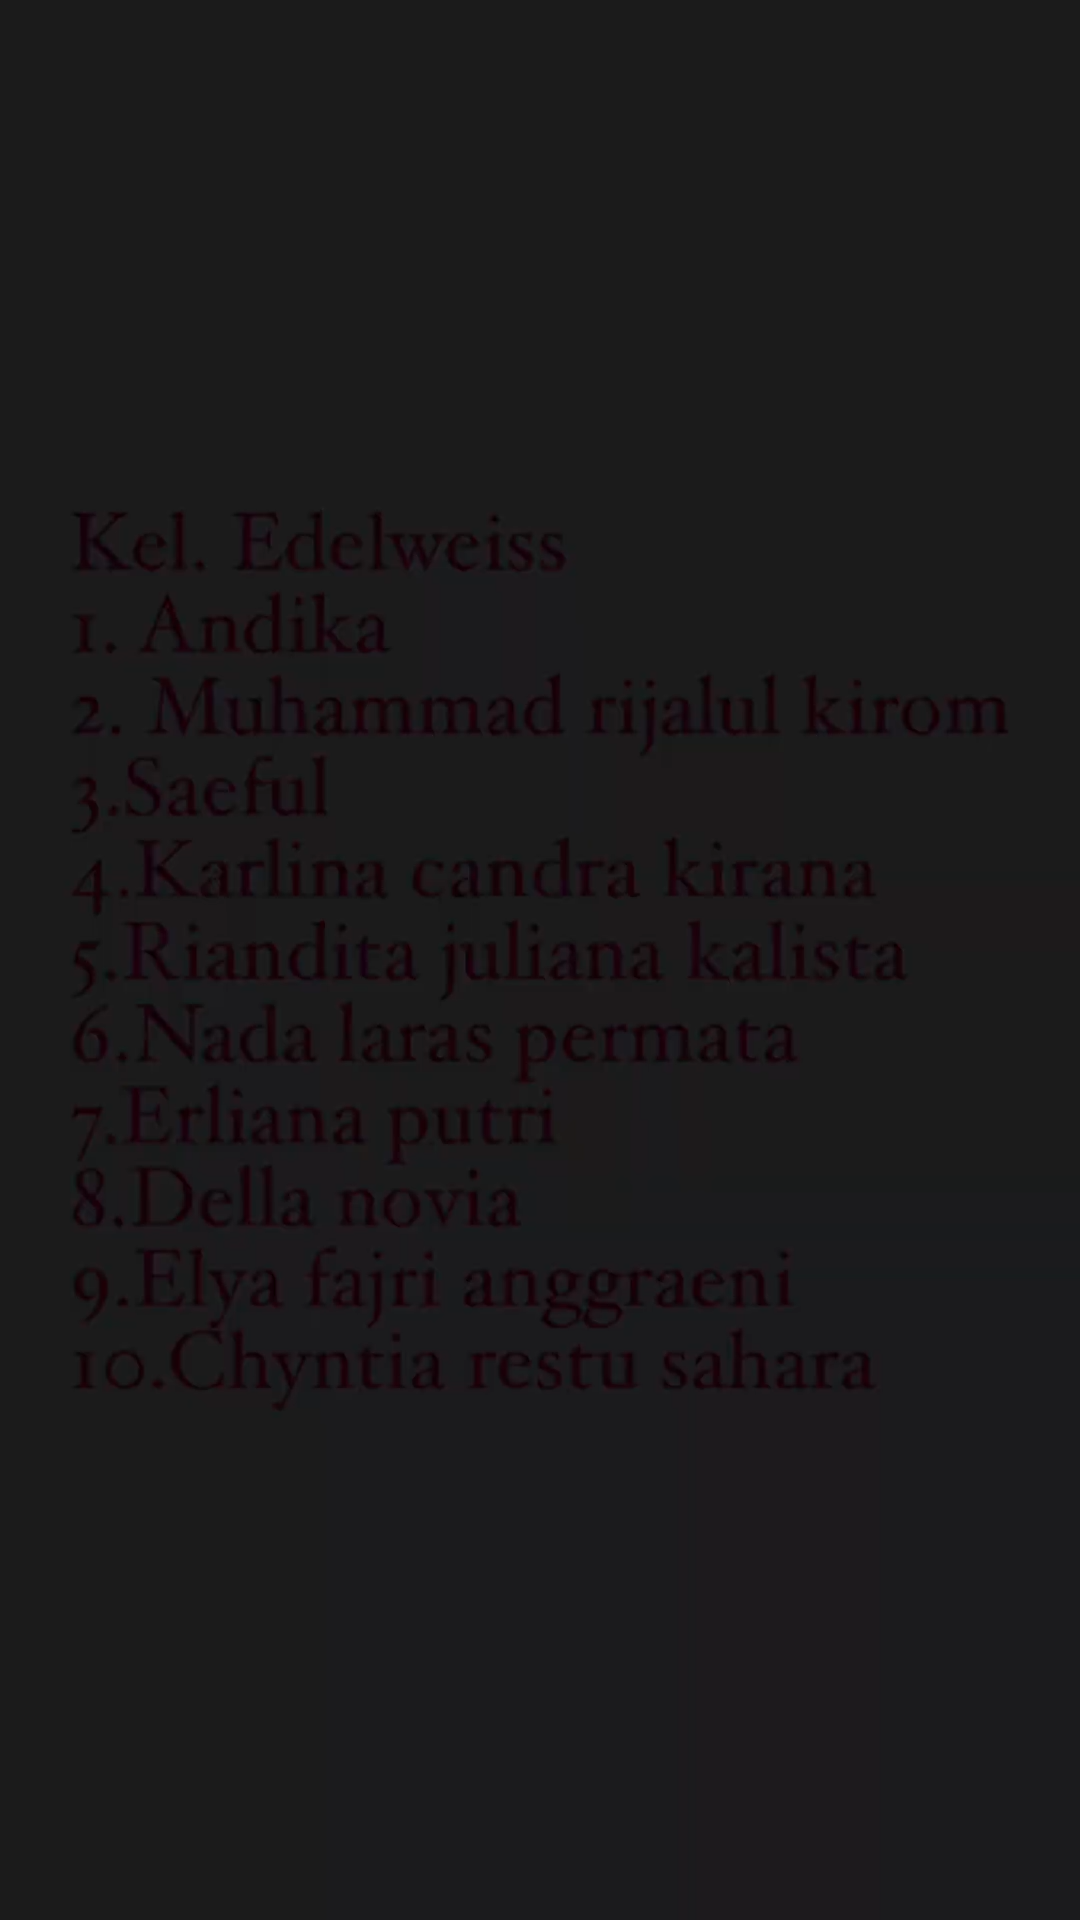 Kel. Edelweiss
1. Andika
2. Muhammad rijalul kirom
3.Saeful
4.Karlina candra kirana
5.Riandita juliana kalista
6.Nada laras permata
7.Erliana putri
8.Della novia
9.Elya fajri anggraeni
10.Chyntia restu sahara